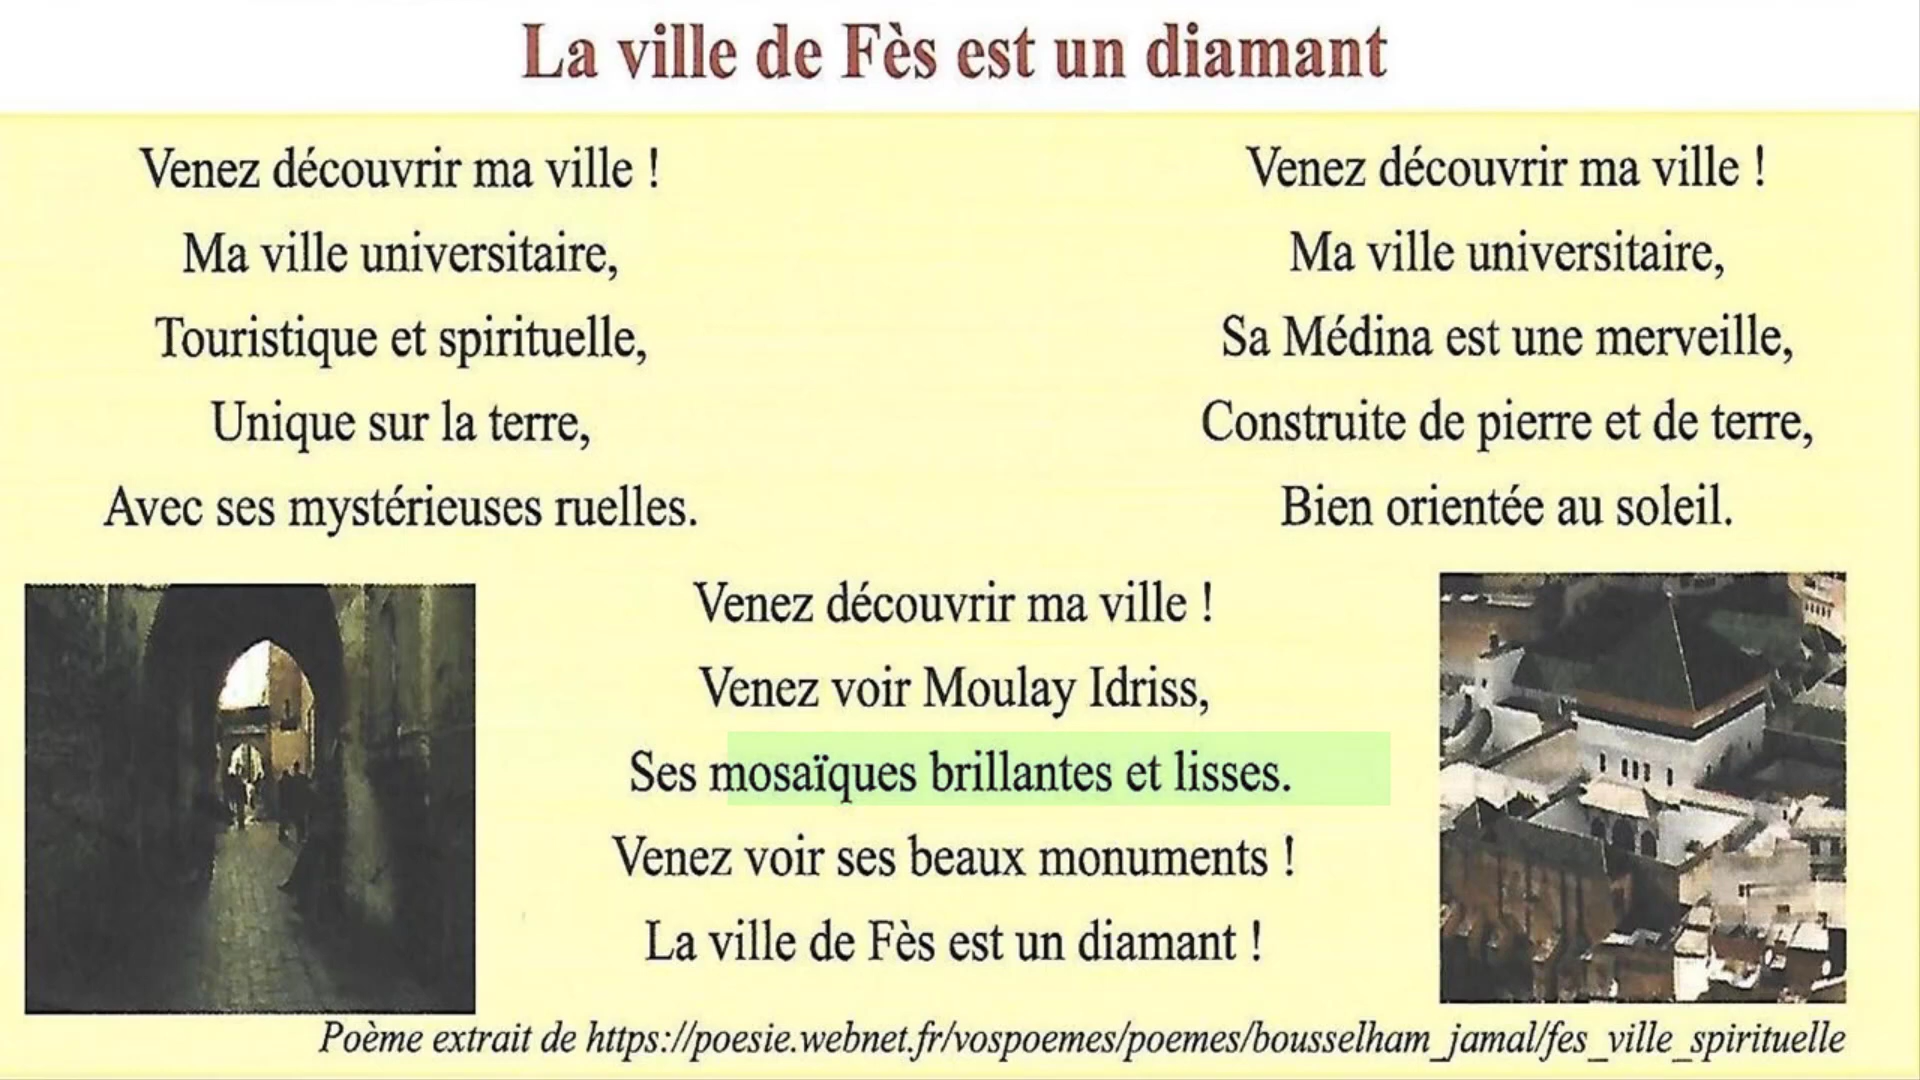 La ville de Fès est un diamant
Venez découvrir ma ville !
Ma ville universitaire,
Touristique et spirituelle,
Unique sur la terre,
Avec ses mystérieuses ruelles.
Venez découvrir ma ville !
Ma ville universitaire,
Sa Médina est une merveille,
Construite de pierre et de terre,
Bien orientée au soleil.
Venez découvrir ma ville !
Venez voir Moulay Idriss,
Ses mosaïques brillantes et lisses.
Venez voir ses beaux monuments !
La ville de Fès est un diamant !
Poème extrait de https://poesie.webnet.fr/vospoemes/poemes/bousselham_jamal/fes_ville_spirituelle